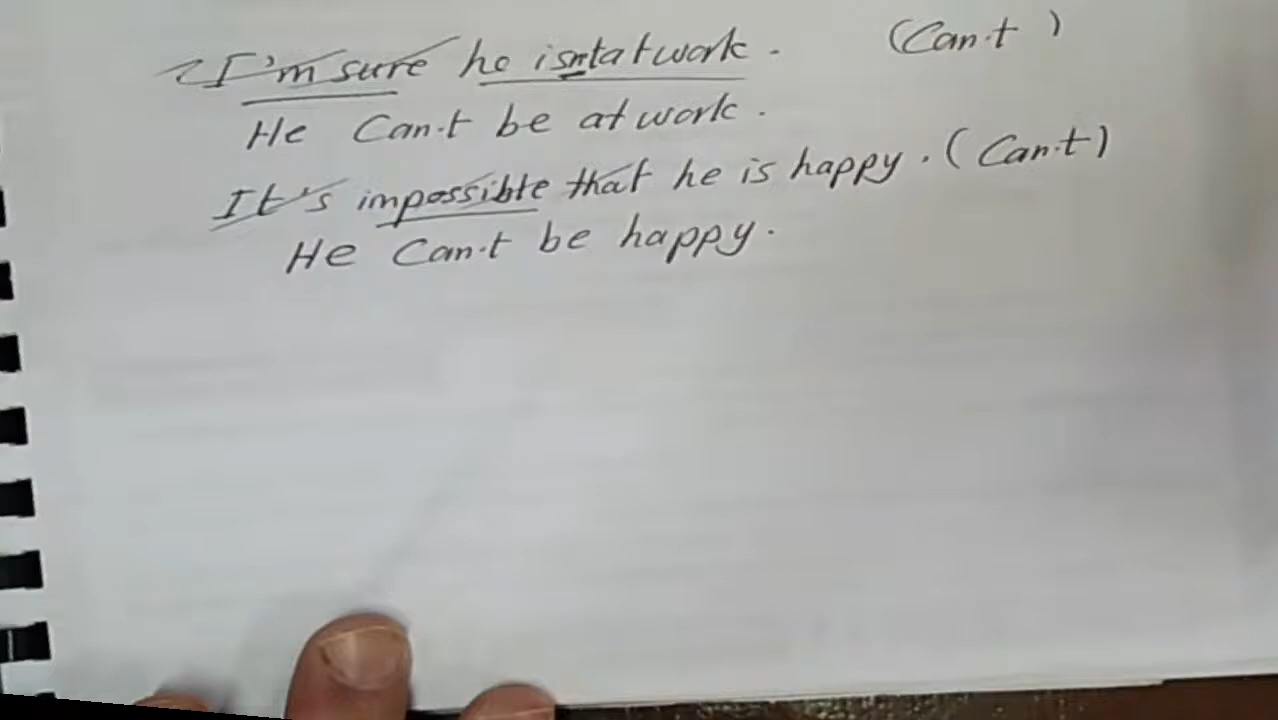 I'm sure he isn't at work. (Can't)
He Can't be at work.
It's impossible that he is happy. (Can't)
He Can't be happy.